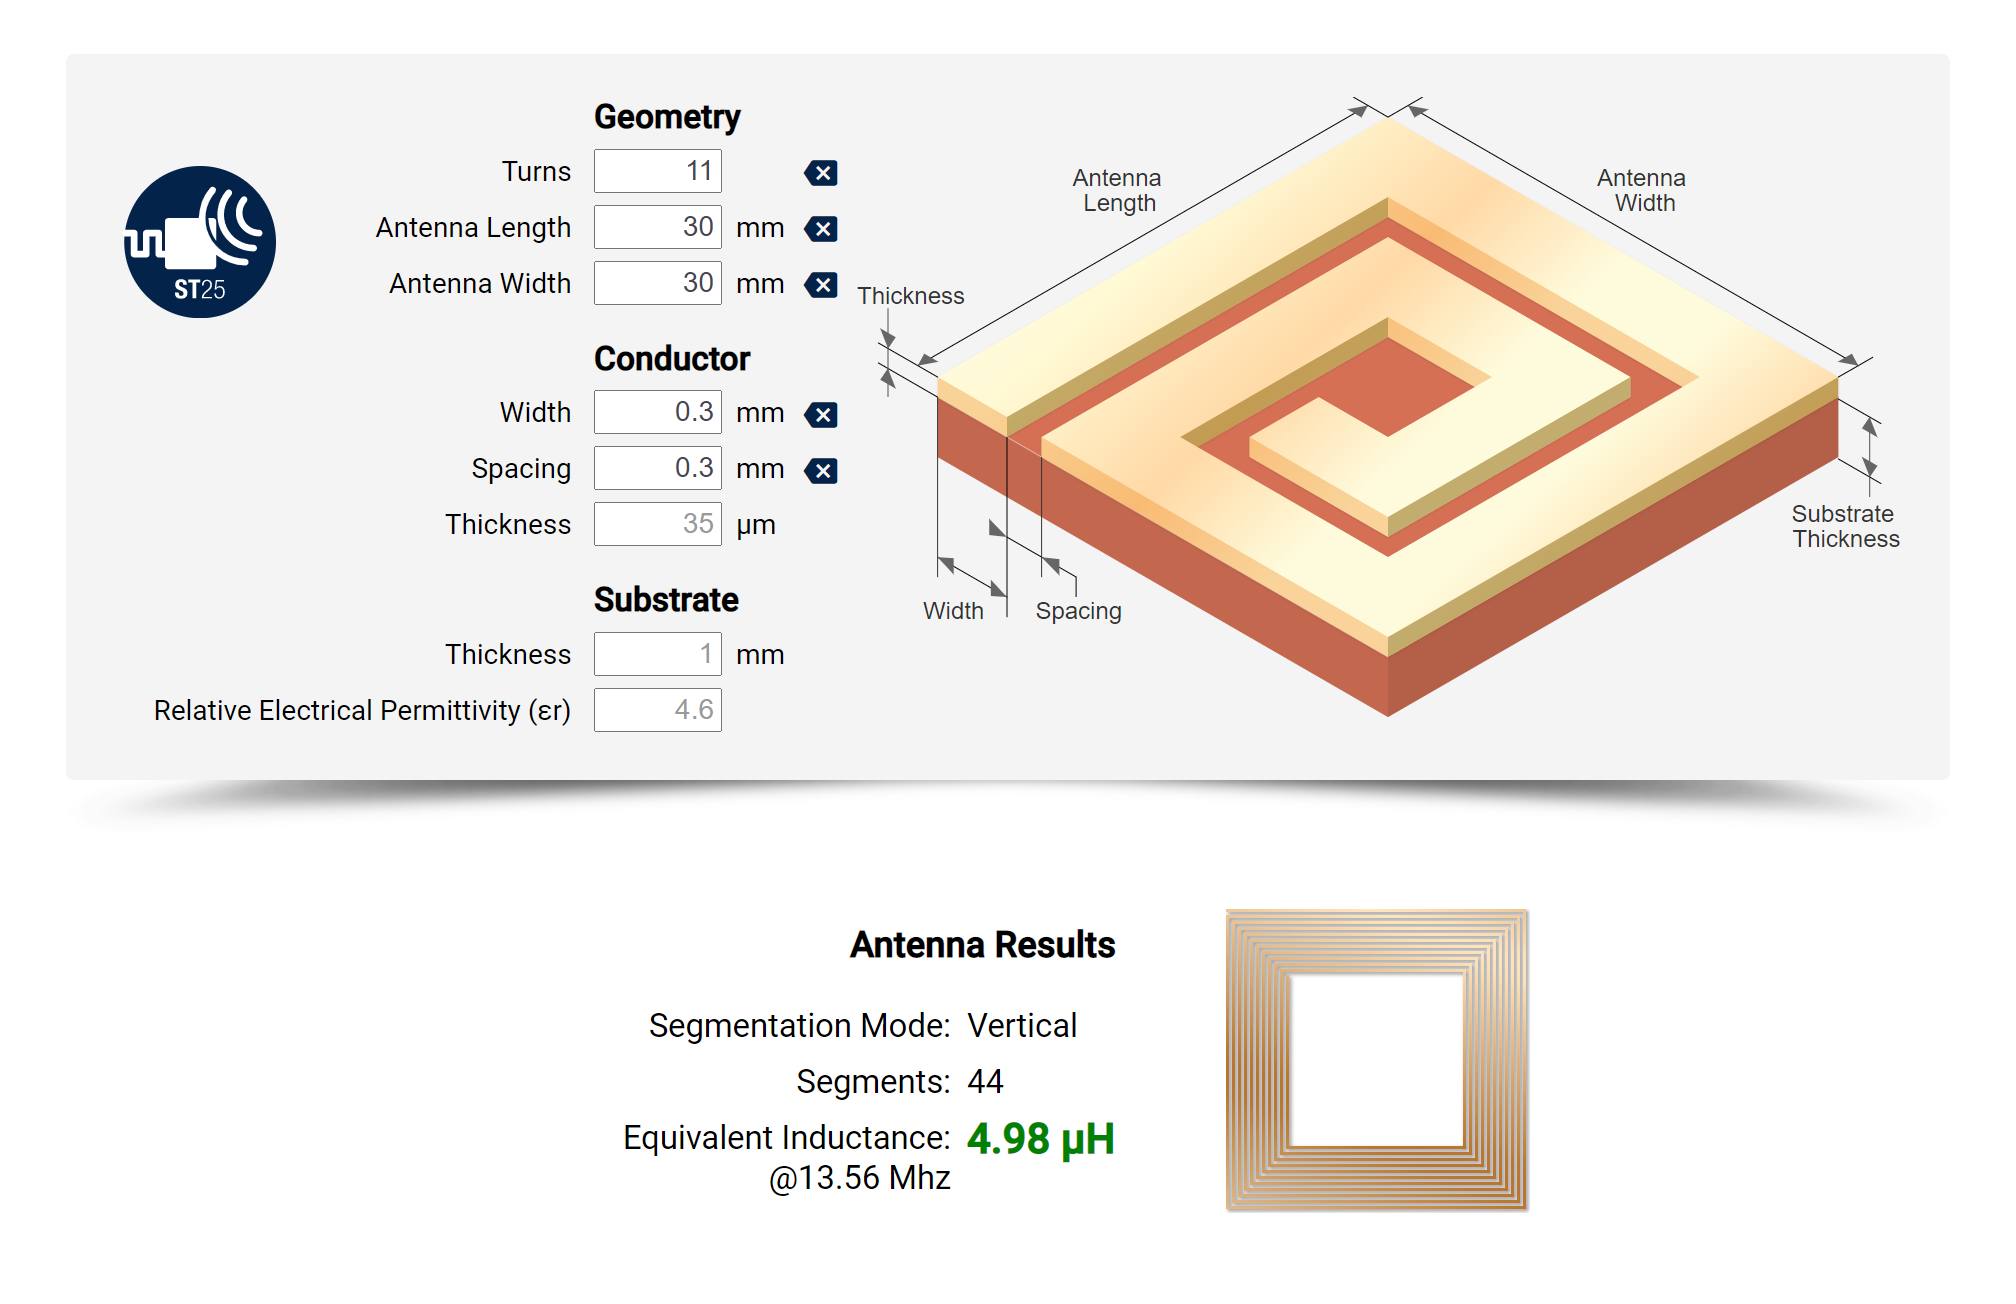 Geometry
Turns 11
Antenna Length 30 mm
Antenna Width 30 mm
Conductor
Width 0.3 mm
Spacing 0.3 mm
Thickness 35 µm
Substrate
Thickness 1 mm
Relative Electrical Permittivity (εr) 4.6
ST25
Antenna
Length
Antenna
Width
Thickness
Width
Spacing
Substrate
Thickness
Antenna Results
Segmentation Mode: Vertical
Segments: 44
Equivalent Inductance: 4.98 µH
@13.56 Mhz